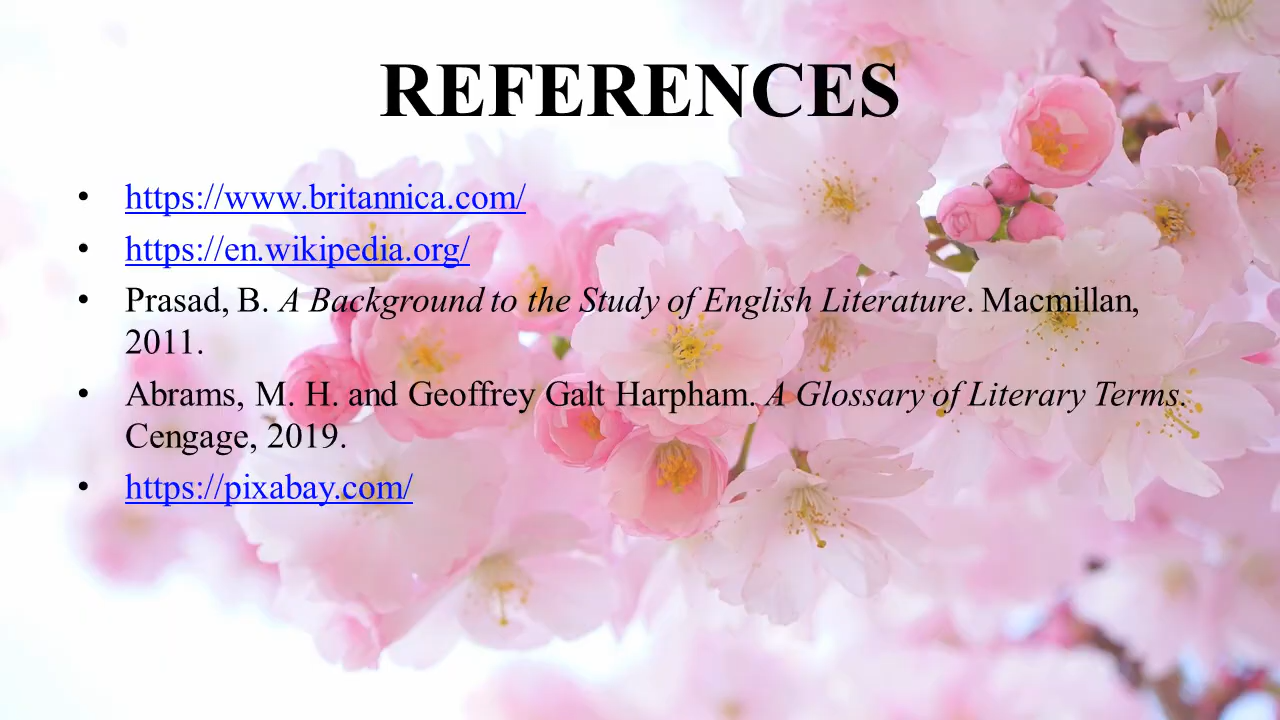 REFERENCES
• https://www.britannica.com/
• https://en.wikipedia.org/
• Prasad, B. A Background to the Study of English Literature. Macmillan,
2011.
• Abrams, M. H. and Geoffrey Galt Harpham. A Glossary of Literary Terms.
Cengage, 2019.
• https://pixabay.com/